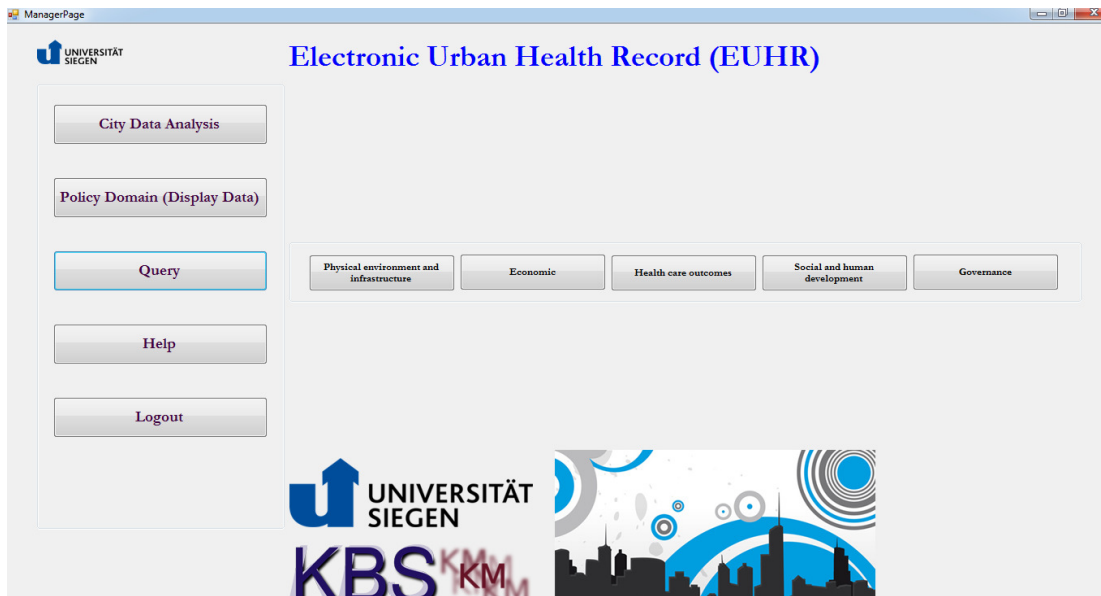 ManagerPage
UNIVERSITÄT
SIEGEN
Electronic Urban Health Record (EUHR)
City Data Analysis
Policy Domain (Display Data)
Query
Help
Logout
Physical environment and
infrastructure
Economic
Health care outcomes
Social and human
development
Governance
UNIVERSITÄT
SIEGEN
KBS KM